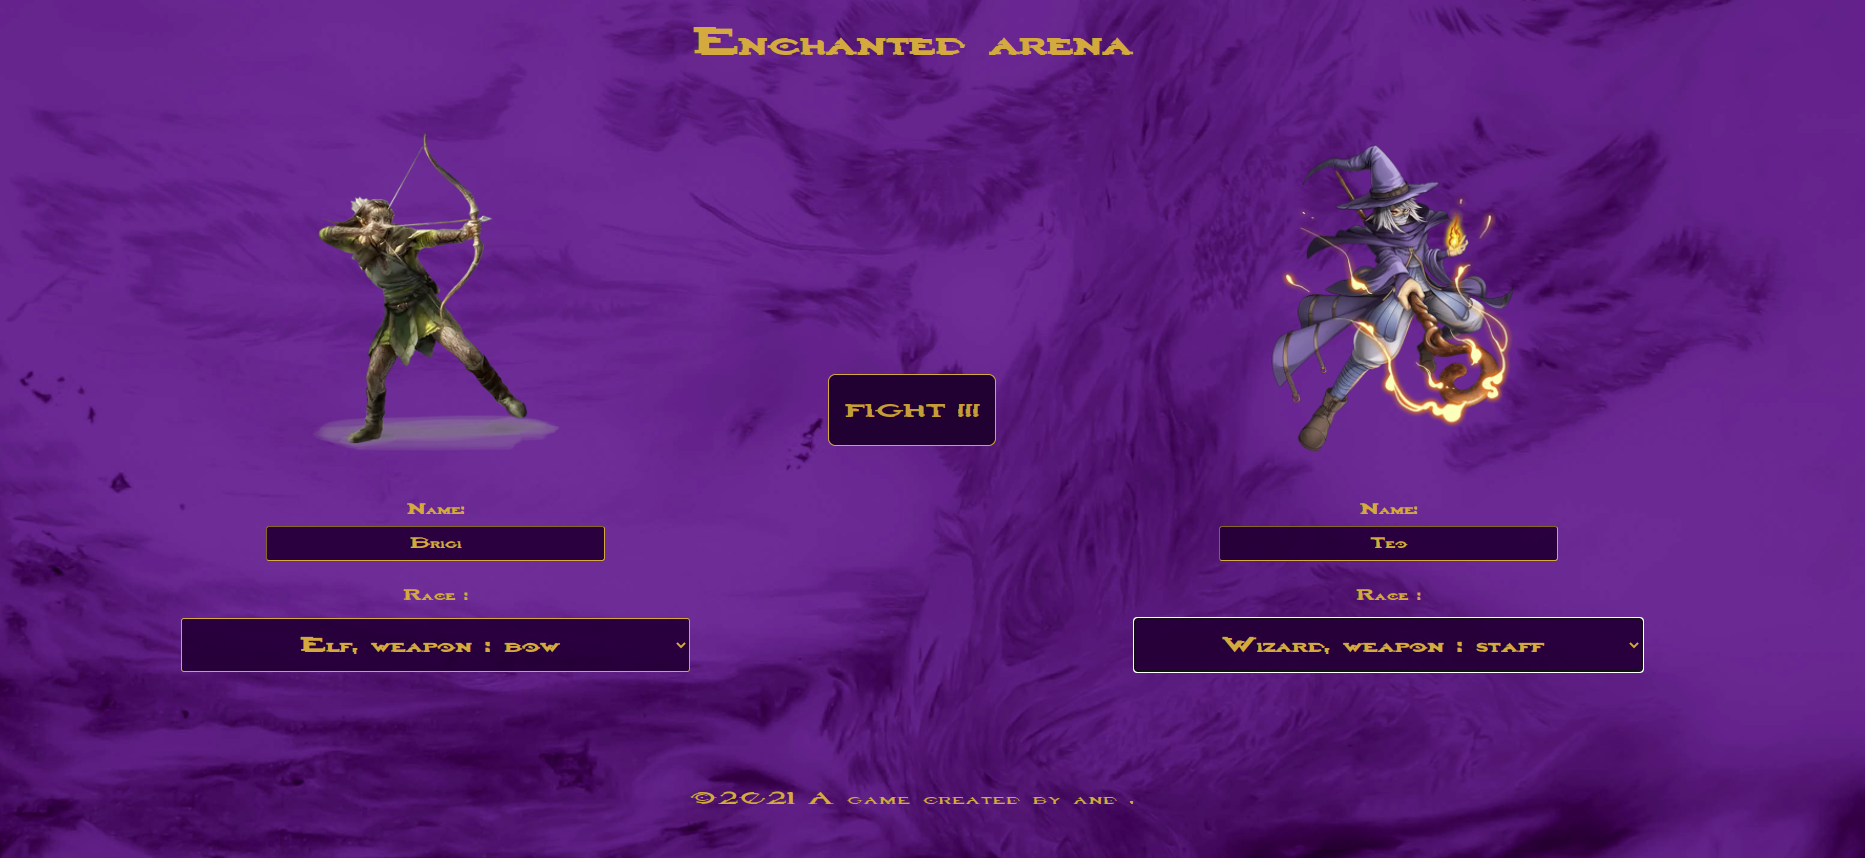 Enchanted arena
FIGHT !!!
Name:
Brigi
Race :
Elf, weapon : bow
Name:
Teo
Race :
Wizard, weapon : staff
©2021 A game created by and .